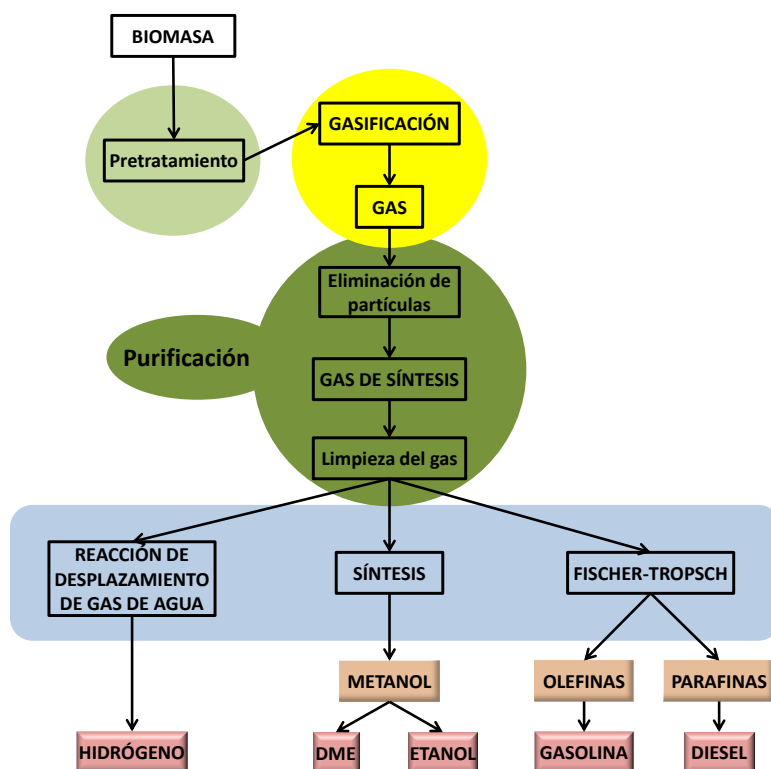 BIOMASA
GASIFICACIÓN
Pretratamiento
GAS
Eliminación de
partículas
Purificación
GAS DE SÍNTESIS
Limpieza del gas
REACCIÓN DE
DESPLAZAMIENTO
DE GAS DE AGUA
SÍNTESIS
FISCHER-TROPSCH
METANOL
OLEFINAS
PARAFINAS
HIDRÓGENO
DME
ETANOL
GASOLINA
DIESEL